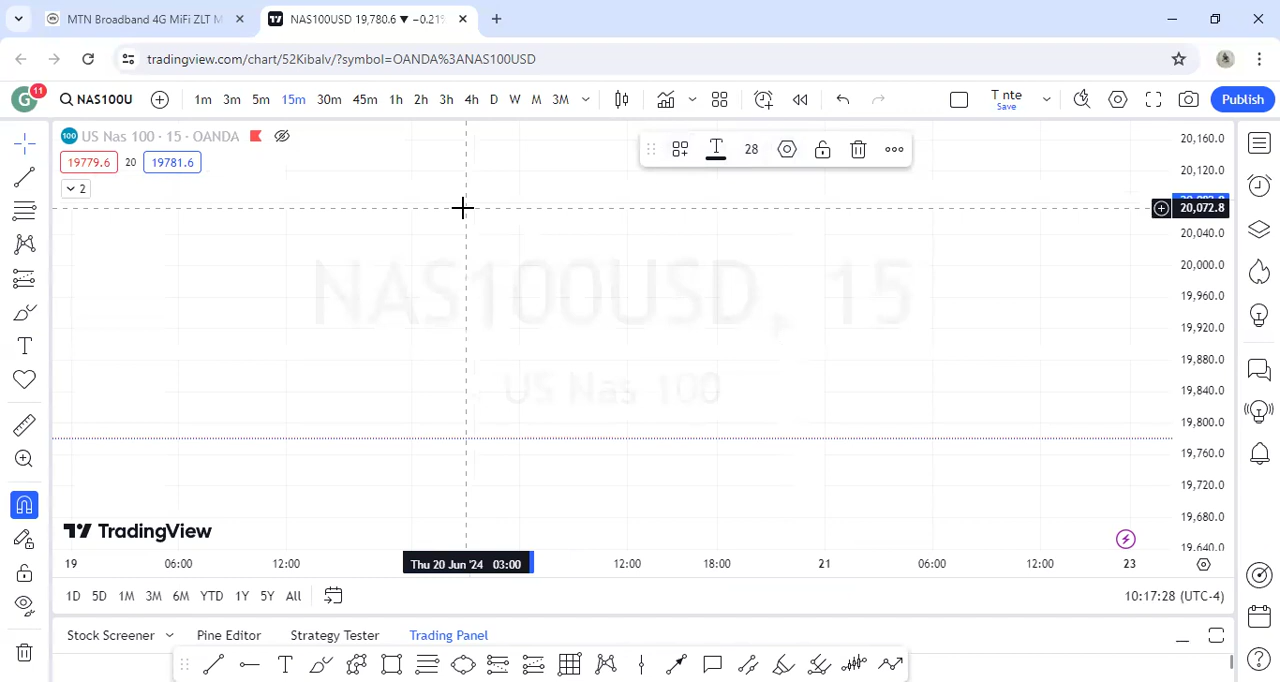 MTN Broadband 4G MiFi ZLT M
NAS100USD 19,780.6 ▼ −0.21%
tradingview.com/chart/52Kibalv/?symbol=OANDA%3ANAS100USD
G 11 NAS100U 1m 3m 5m 15m 30m 45m 1h 2h 3h 4h D W M 3M T nte Save Publish
100 US Nas 100 · 15 · OANDA
19779.6 20 19781.6
28
2
20,160.0
20,120.0
20,072.8
20,040.0
20,000.0
19,960.0
19,920.0
19,880.0
19,840.0
19,800.0
19,760.0
19,720.0
19,680.0
19,640.0
NAS100USD, 15
US Nas 100
TradingView
19 06:00 12:00 Thu 20 Jun '24 03:00 12:00 18:00 21 06:00 12:00 23
1D 5D 1M 3M 6M YTD 1Y 5Y All 10:17:28 (UTC-4)
Stock Screener Pine Editor Strategy Tester Trading Panel